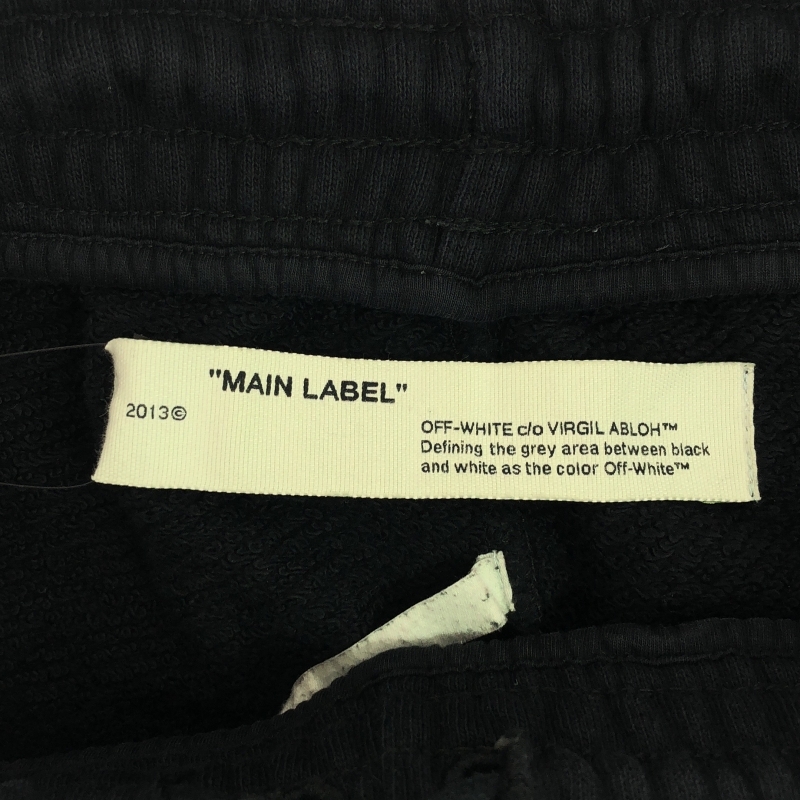 "MAIN LABEL"
2013©
OFF-WHITE c/o VIRGIL ABLOH™
Defining the grey area between black
and white as the color Off-White™